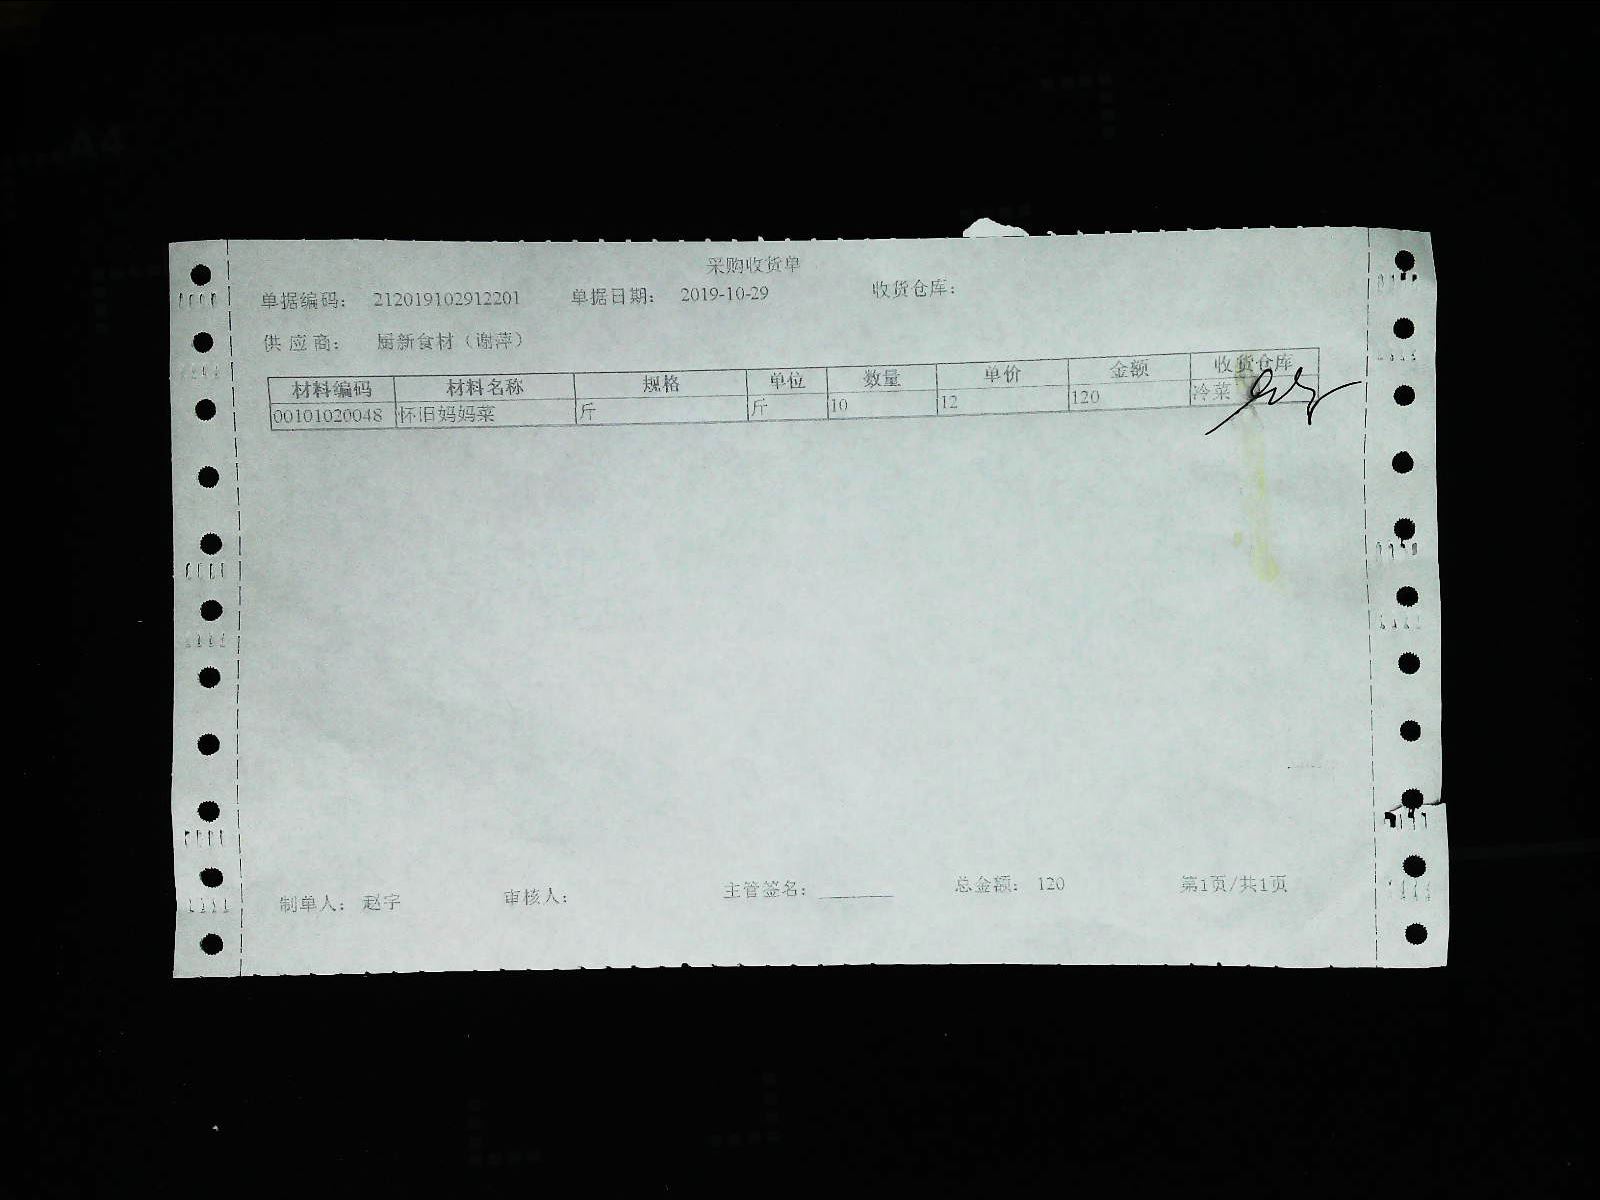 采购收货单
单据编码： 212019102912201 单据日期： 2019-10-29 收货仓库：
供 应 商： 厨新食材（谢萍）
材料编码 材料名称 规格 单位 数量 单价 金额 收货仓库
00101020048 怀旧妈妈菜 斤 斤 10 12 120 冷菜
制单人： 赵宇 审核人： 主管签名： ________ 总金额： 120 第1页/共1页